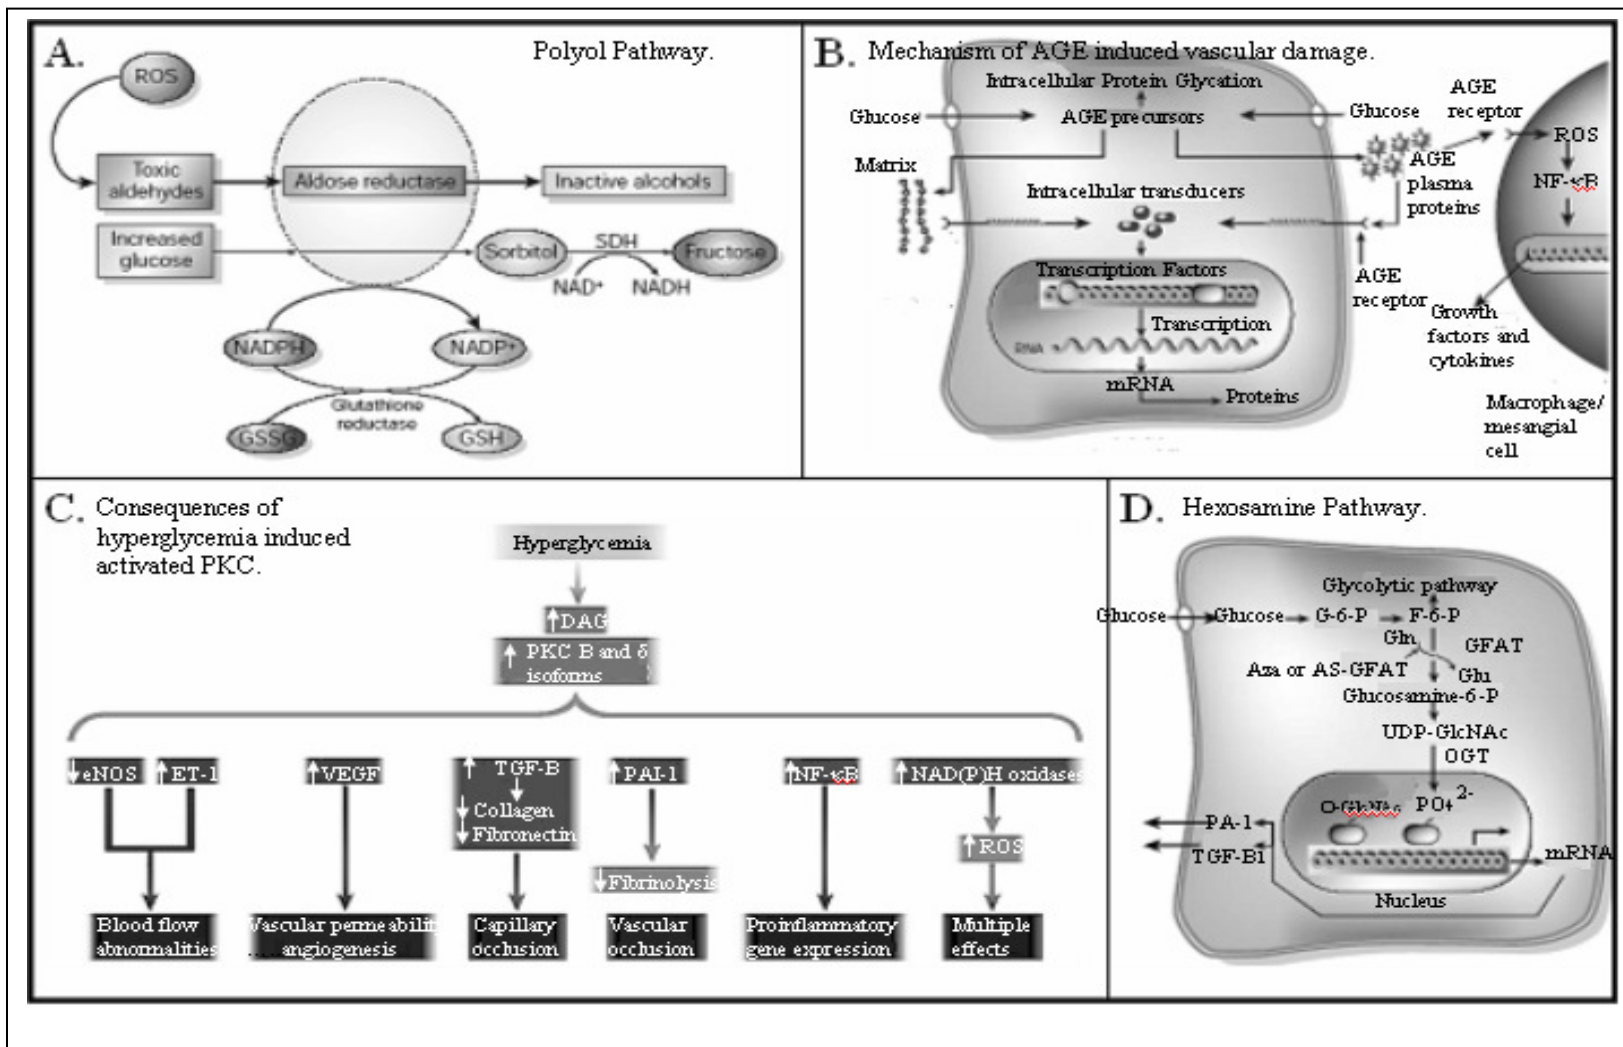 A.
Polyol Pathway.
ROS
Toxic
aldehydes
Aldose reductase
Inactive alcohols
Increased
glucose
Sorbitol
SDH
Fructose
NAD+
NADH
NADPH
NADP+
Glutathione
reductase
GSSG
GSH
B.
Mechanism of AGE induced vascular damage.
Intracellular Protein Glycation
Glucose
AGE precursors
Glucose
AGE
receptor
ROS
Matrix
AGE
plasma
proteins
NF-κB
Intracellular transducers
Transcription Factors
AGE
receptor
Transcription
RNA
Growth
factors and
cytokines
mRNA
Proteins
Macrophage/
mesangial
cell
C.
Consequences of
hyperglycemia induced
activated PKC.
Hyperglycemia
↑DAG
↑ PKC B and δ
isoforms
↓eNOS
↑ET-1
↑VEGF
↑ TGF-B
↓Collagen
↓Fibronectin
↑PAI-1
↑NF-κB
↑NAD(P)H oxidases
↑ROS
↓Fibrinolysis
Blood flow
abnormalities
Vascular permeabilit
angiogenesis
Capillary
occlusion
Vascular
occlusion
Proinflammatory
gene expression
Multiple
effects
D.
Hexosamine Pathway.
Glycolytic pathway
Glucose
Glucose
G-6-P
F-6-P
Gln
GFAT
Aza or AS-GFAT
Glu
Glucosamine-6-P
UDP-GlcNAc
OGT
O-GlcNAc
PO4 2-
PA-1
TGF-B1
mRNA
Nucleus